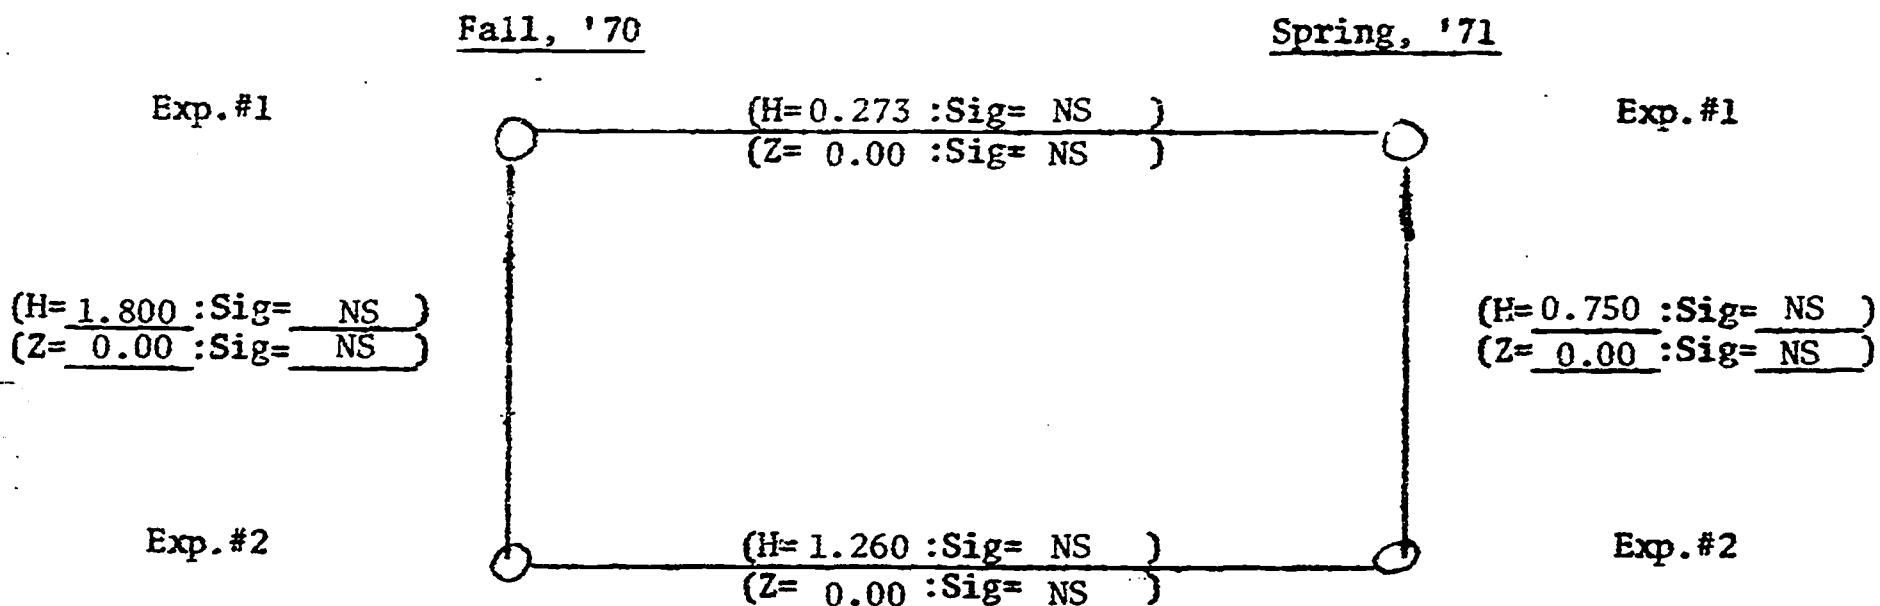 Fall, '70 Spring, '71
Exp.#1 (H=0.273 :Sig= NS ) Exp.#1
(Z= 0.00 :Sig= NS )
(H= 1.800 :Sig= NS ) (H=0.750 :Sig= NS )
(Z= 0.00 :Sig= NS ) (Z= 0.00 :Sig= NS )
Exp.#2 (H= 1.260 :Sig= NS ) Exp.#2
(Z= 0.00 :Sig= NS )